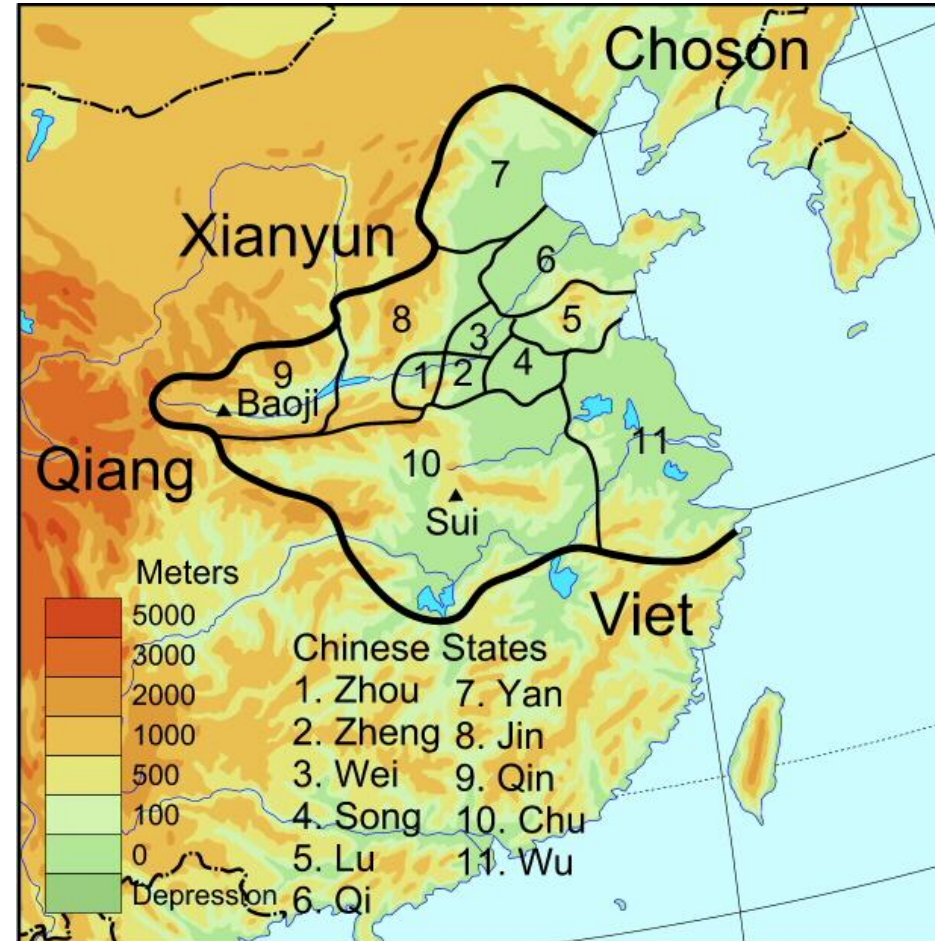 Choson
7
Xianyun
6
8
5
3
9
4
1
2
Baoji
11
10
Qiang
Sui
Meters
5000
3000
2000
1000
500
100
0
Depression
Viet
Chinese States
1. Zhou
2. Zheng
3. Wei
4. Song
5. Lu
6. Qi
7. Yan
8. Jin
9. Qin
10. Chu
11. Wu